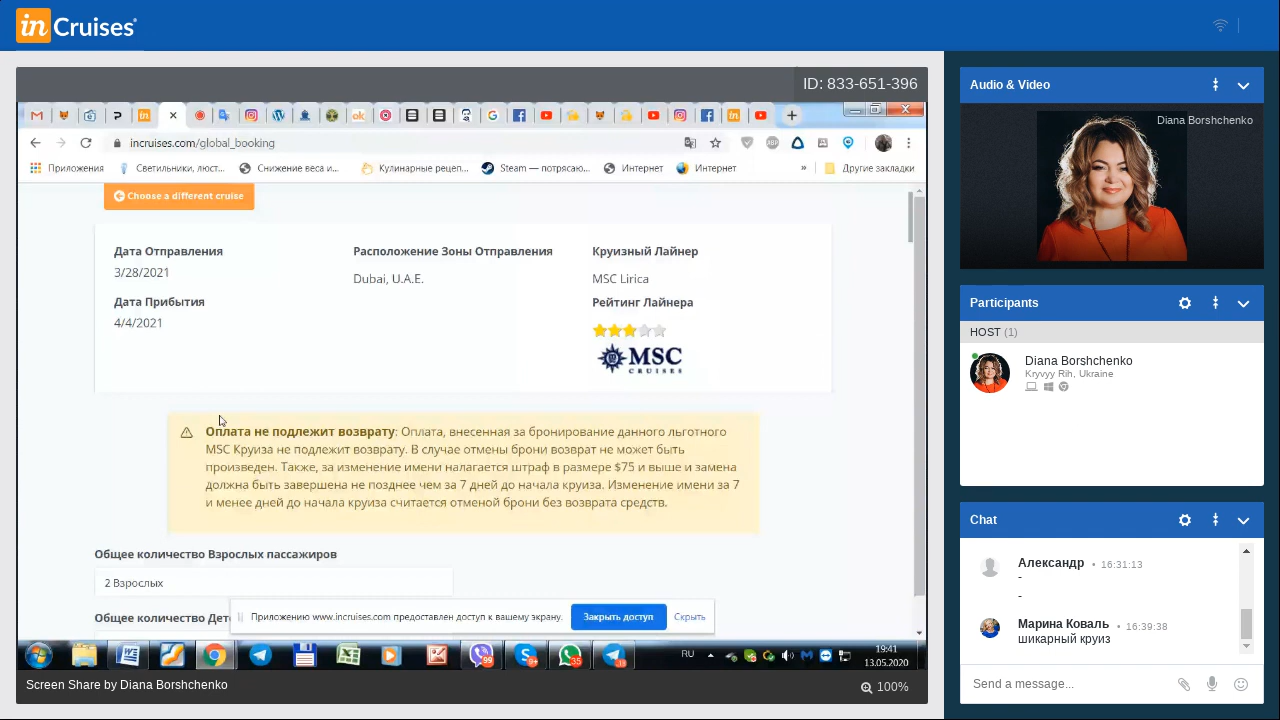 in Cruises
ID: 833-651-396
incruises.com/global_booking
Приложения
Светильники, люст...
Снижение веса и...
Кулинарные рецеп...
Steam — потрясаю...
Интернет
Интернет
»
Другие закладки
Choose a different cruise
Дата Отправления
3/28/2021
Дата Прибытия
4/4/2021
Расположение Зоны Отправления
Dubai, U.A.E.
Круизный Лайнер
MSC Lirica
Рейтинг Лайнера
MSC
CRUISES
Оплата не подлежит возврату: Оплата, внесенная за бронирование данного льготного
MSC Круиза не подлежит возврату. В случае отмены брони возврат не может быть
произведен. Также, за изменение имени налагается штраф в размере $75 и выше и замена
должна быть завершена не позднее чем за 7 дней до начала круиза. Изменение имени за 7
и менее дней до начала круиза считается отменой брони без возврата средств.
Общее количество Взрослых пассажиров
2 Взрослых
Общее количество Дет
Приложению www.incruises.com предоставлен доступ к вашему экрану.
Закрыть доступ
Скрыть
RU
19:41
13.05.2020
Screen Share by Diana Borshchenko
100%
Audio & Video
Diana Borshchenko
Participants
HOST (1)
Diana Borshchenko
Kryvyy Rih, Ukraine
Chat
Александр • 16:31:13
-
-
Марина Коваль • 16:39:38
шикарный круиз
Send a message...